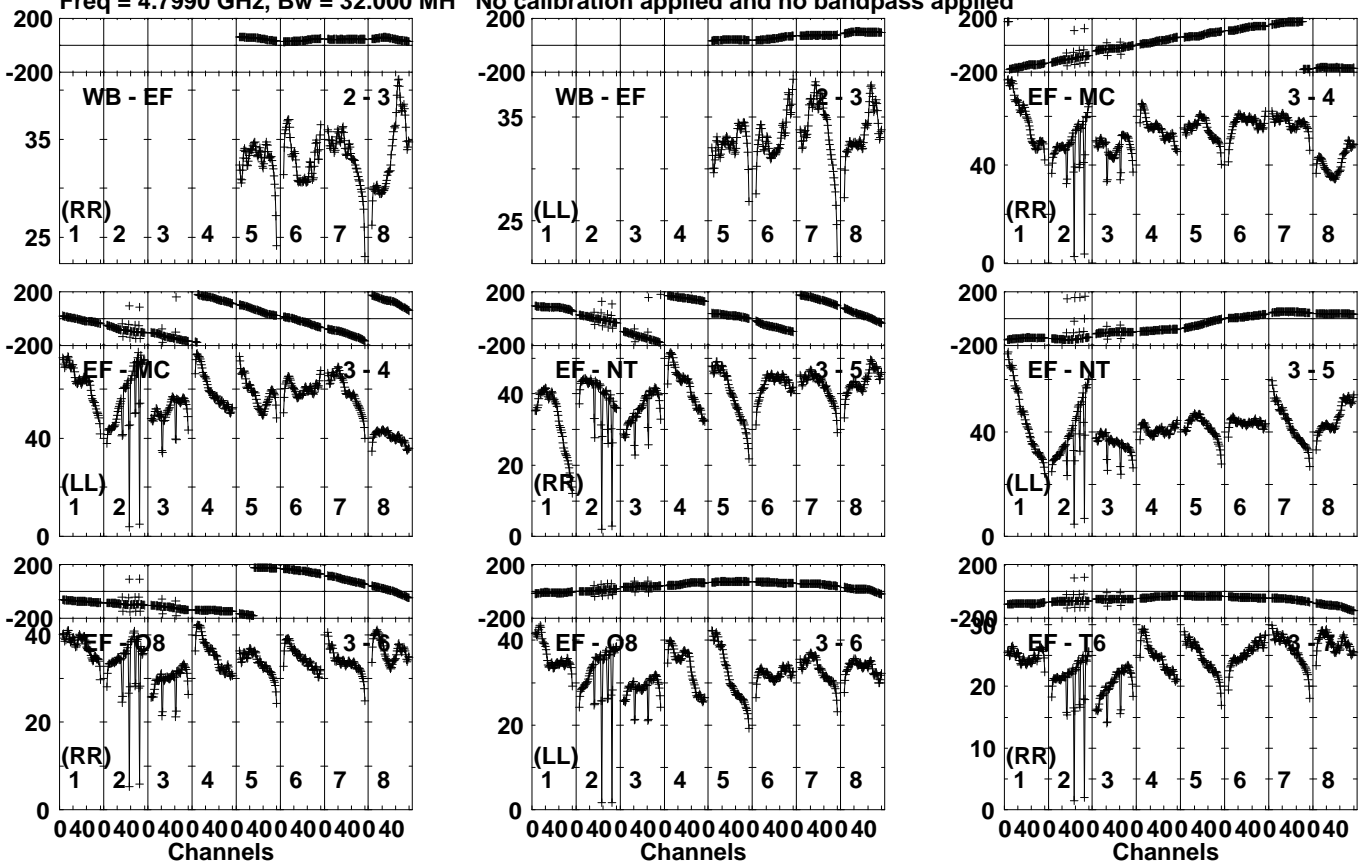 Freq = 4.7990 GHz, Bw = 32.000 MH No calibration applied and no bandpass applied
200
-200
WB - EF 2 - 3
35
25
(RR)
1 2 3 4 5 6 7 8
200
-200
WB - EF 2 - 3
35
25
(LL)
1 2 3 4 5 6 7 8
200
-200
EF - MC 3 - 4
40
0
(RR)
1 2 3 4 5 6 7 8
200
-200
EF - MC 3 - 4
40
0
(LL)
1 2 3 4 5 6 7 8
200
-200
EF - NT 3 - 5
40
20
0
(RR)
1 2 3 4 5 6 7 8
200
-200
EF - NT 3 - 5
40
0
(LL)
1 2 3 4 5 6 7 8
200
-200
40
EF - O8 3 - 6
20
0
(RR)
1 2 3 4 5 6 7 8
200
-200
40
EF - O8 3 - 6
20
0
(LL)
1 2 3 4 5 6 7 8
200
-200
30
EF - T6 3 - 7
20
10
0
(RR)
1 2 3 4 5 6 7 8
0 40 0 40 0 40 0 40 0 40 0 40 0 40 0 40
Channels
0 40 0 40 0 40 0 40 0 40 0 40 0 40 0 40
Channels
0 40 0 40 0 40 0 40 0 40 0 40 0 40 0 40
Channels